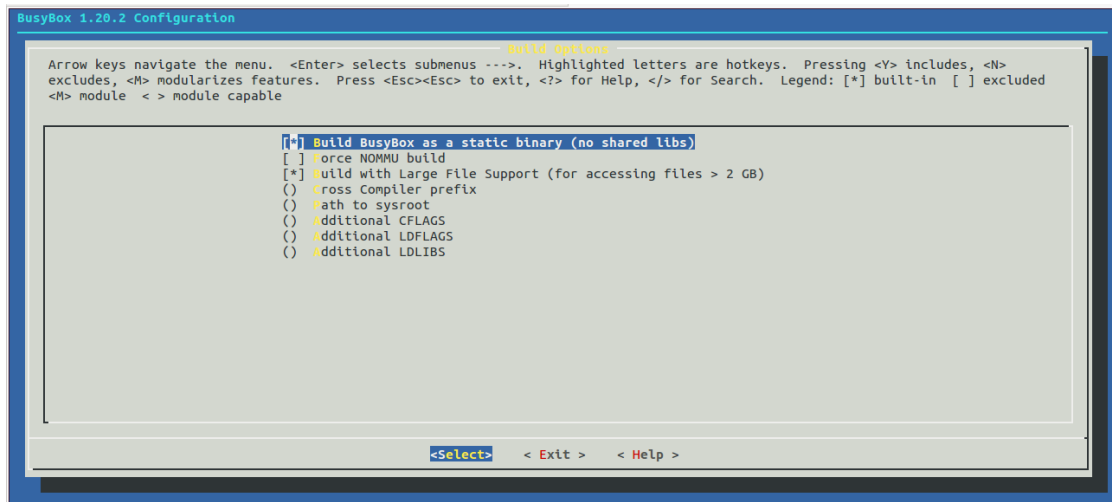 BusyBox 1.20.2 Configuration
Build Options
Arrow keys navigate the menu.  <Enter> selects submenus --->.  Highlighted letters are hotkeys.  Pressing <Y> includes, <N>
excludes, <M> modularizes features.  Press <Esc><Esc> to exit, <?> for Help, </> for Search.  Legend: [*] built-in  [ ] excluded
<M> module  < > module capable
[*] Build BusyBox as a static binary (no shared libs)
[ ] Force NOMMU build
[*] Build with Large File Support (for accessing files > 2 GB)
() Cross Compiler prefix
() Path to sysroot
() Additional CFLAGS
() Additional LDFLAGS
() Additional LDLIBS
<Select>    < Exit >    < Help >